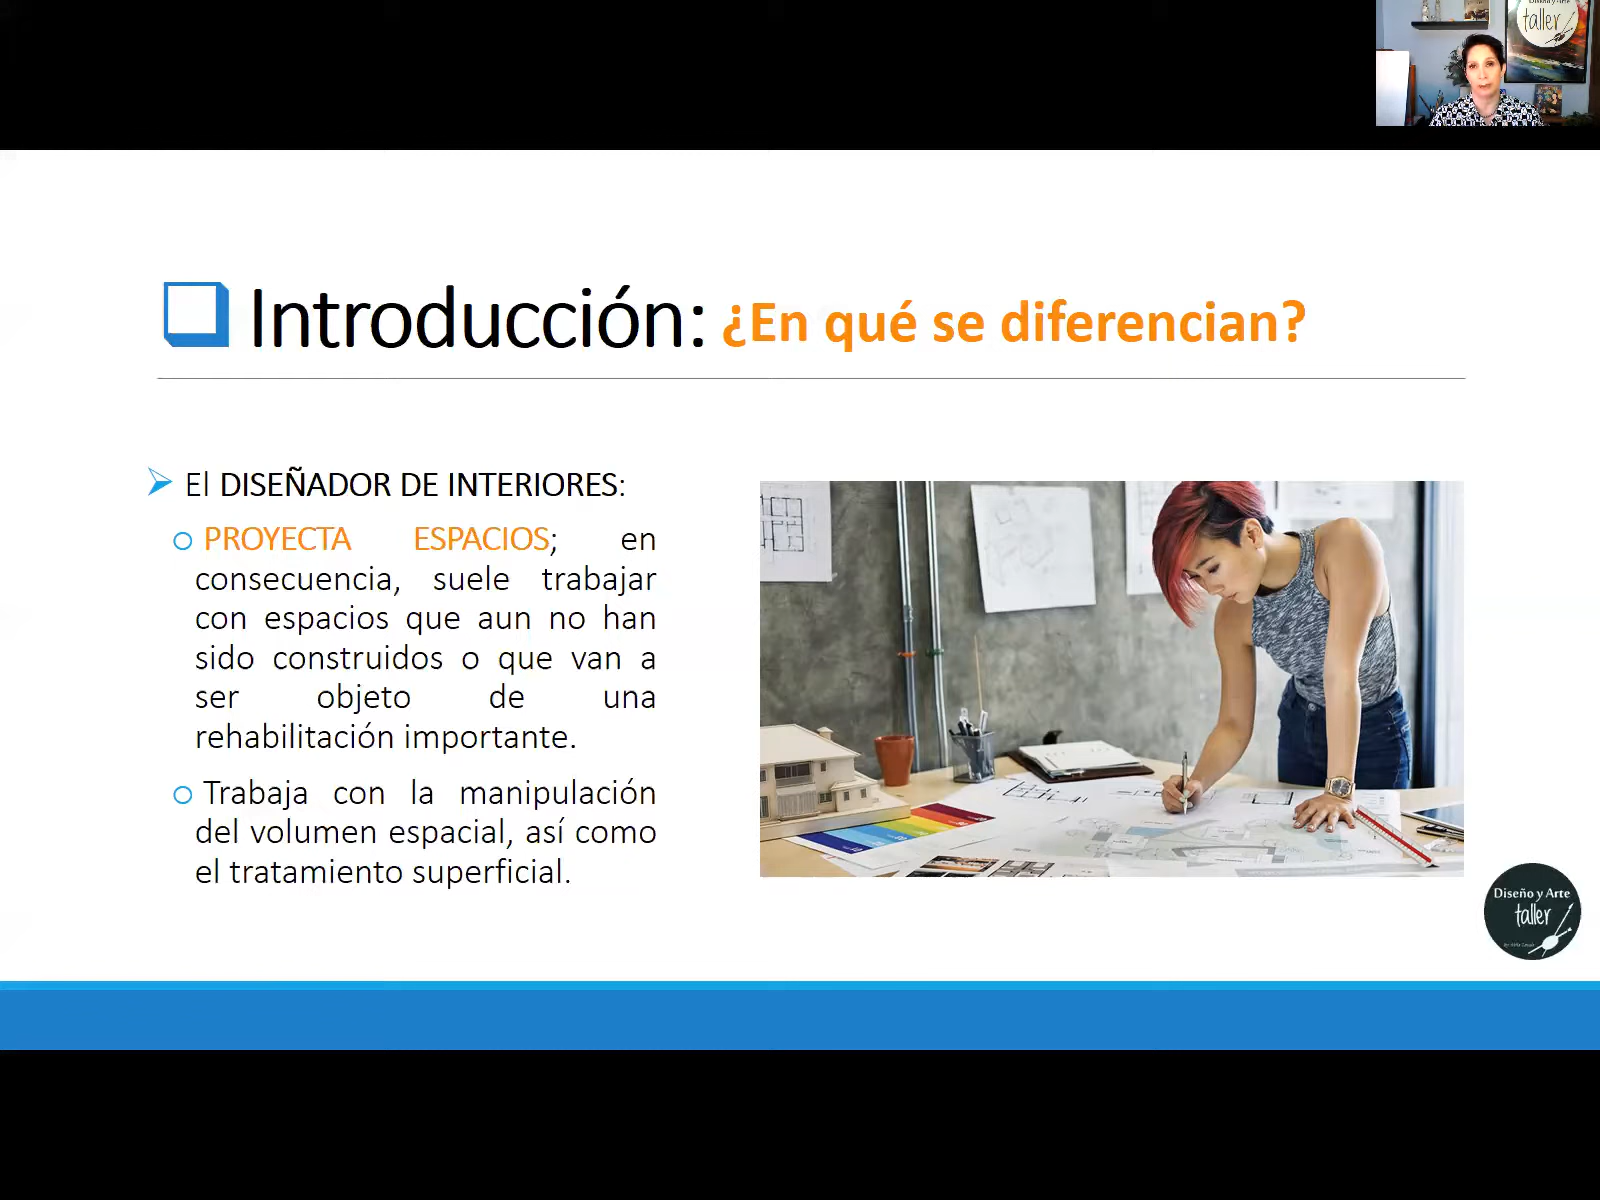 Diseño y Arte
taller
Introducción: ¿En qué se diferencian?
El DISEÑADOR DE INTERIORES:
PROYECTA ESPACIOS; en
consecuencia, suele trabajar
con espacios que aun no han
sido construidos o que van a
ser objeto de una
rehabilitación importante.
Trabaja con la manipulación
del volumen espacial, así como
el tratamiento superficial.
Diseño y Arte
taller